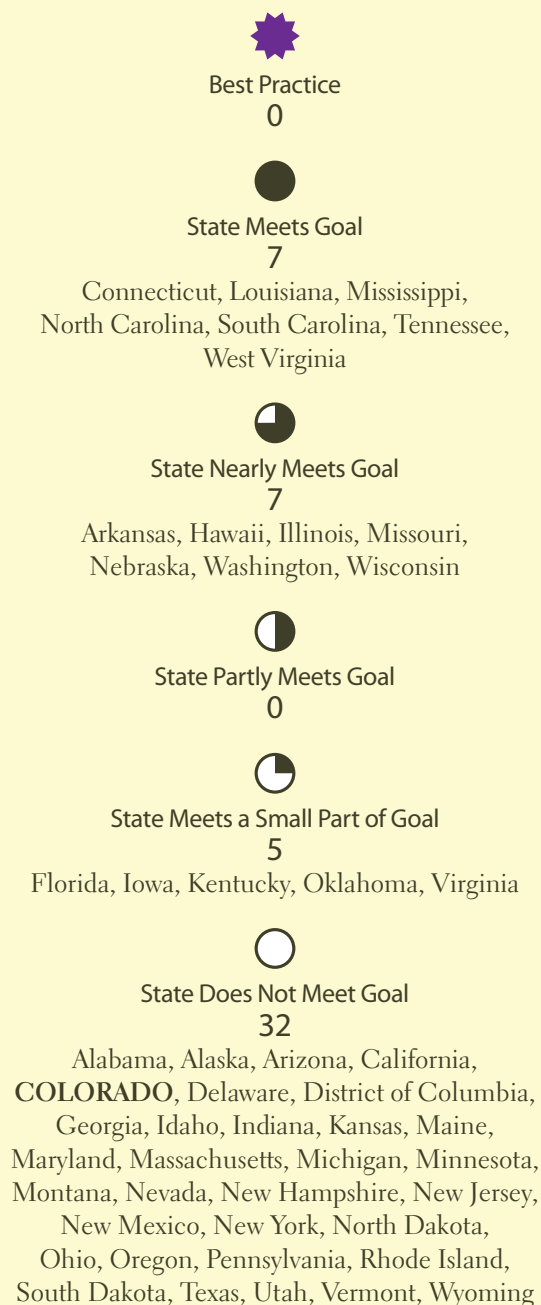 Best Practice
0
State Meets Goal
7
Connecticut, Louisiana, Mississippi,
North Carolina, South Carolina, Tennessee,
West Virginia
State Nearly Meets Goal
7
Arkansas, Hawaii, Illinois, Missouri,
Nebraska, Washington, Wisconsin
State Partly Meets Goal
0
State Meets a Small Part of Goal
5
Florida, Iowa, Kentucky, Oklahoma, Virginia
State Does Not Meet Goal
32
Alabama, Alaska, Arizona, California,
COLORADO, Delaware, District of Columbia,
Georgia, Idaho, Indiana, Kansas, Maine,
Maryland, Massachusetts, Michigan, Minnesota,
Montana, Nevada, New Hampshire, New Jersey,
New Mexico, New York, North Dakota,
Ohio, Oregon, Pennsylvania, Rhode Island,
South Dakota, Texas, Utah, Vermont, Wyoming